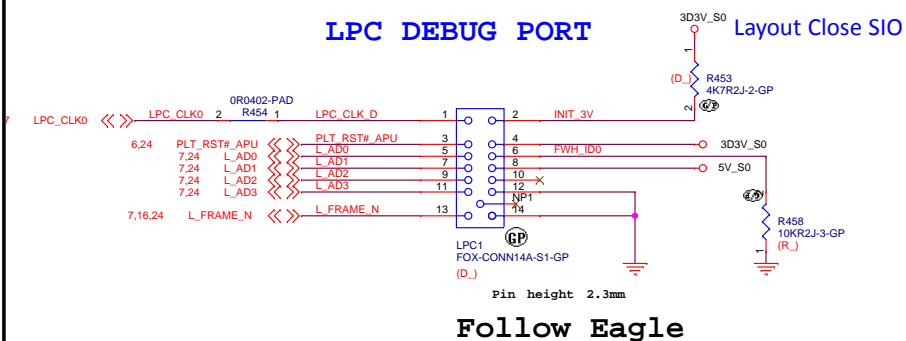 LPC DEBUG PORT
3D3V_S0
Layout Close SIO
1
(D_)
R453
4K7R2J-2-GP
2
G/P
0R0402-PAD
7
LPC_CLK0
LPC_CLK0
2
R454
1
LPC_CLK_D
1
2
INIT_3V
6,24
PLT_RST#_APU
PLT_RST#_APU
3
4
3D3V_S0
7,24
L_AD0
L_AD0
5
6
FWH_ID0
7,24
L_AD1
L_AD1
7
8
5V_S0
7,24
L_AD2
L_AD2
9
10
7,24
L_AD3
L_AD3
11
12
NP1
7,16,24
L_FRAME_N
L_FRAME_N
13
14
R458
10KR2J-3-GP
(R_)
1
GP
LPC1
FOX-CONN14A-S1-GP
(D_)
Pin height 2.3mm
Follow Eagle